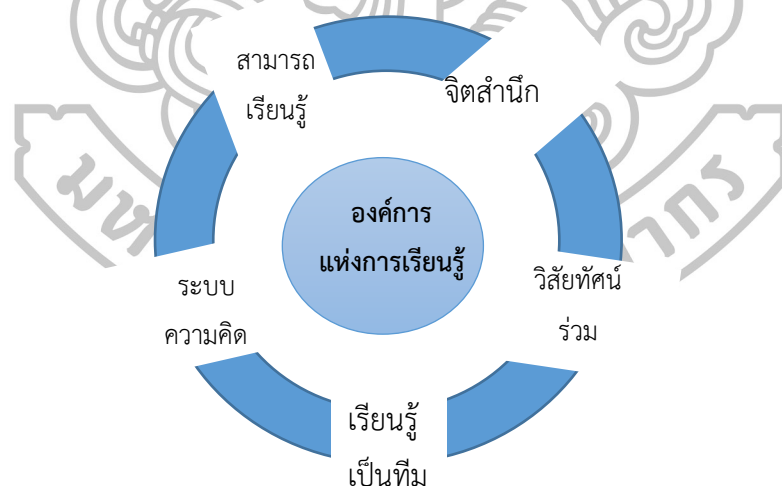 สามารถ
เรียนรู้
จิตสำนึก
องค์การ
แห่งการเรียนรู้
วิสัยทัศน์
ร่วม
ระบบ
ความคิด
เรียนรู้
เป็นทีม